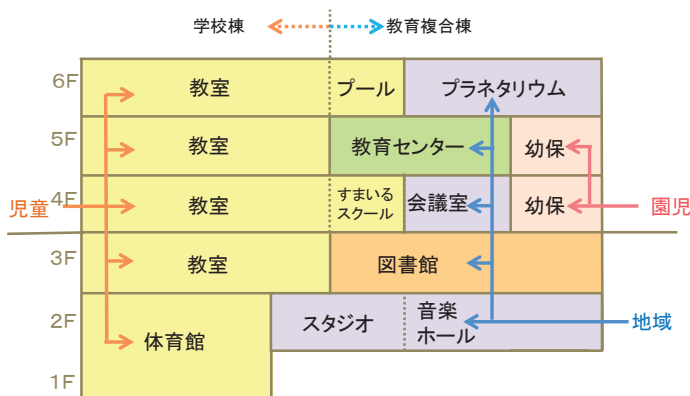 学校棟
教育複合棟
6F
教室
プール
プラネタリウム
5F
教室
教育センター
幼保
児童
4F
教室
すまいる
スクール
会議室
幼保
園児
3F
教室
図書館
2F
体育館
スタジオ
音楽
ホール
地域
1F